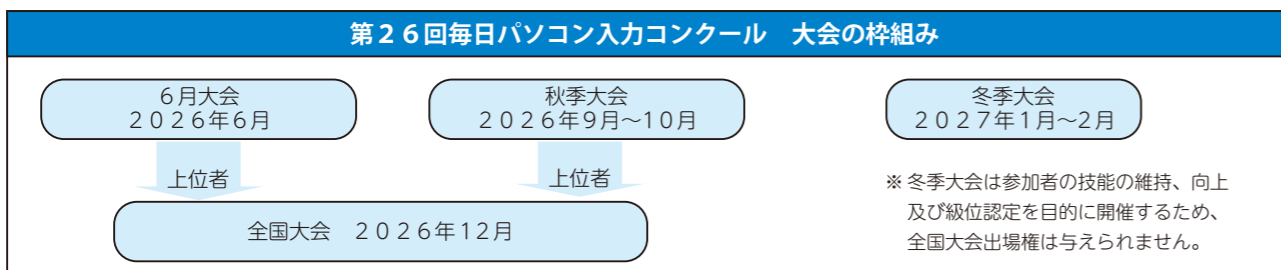 第26回毎日パソコン入力コンクール　大会の枠組み
6月大会
2026年6月
秋季大会
2026年9月～10月
冬季大会
2027年1月～2月
上位者
上位者
全国大会　2026年12月
※ 冬季大会は参加者の技能の維持、向上
及び級位認定を目的に開催するため、
全国大会出場権は与えられません。